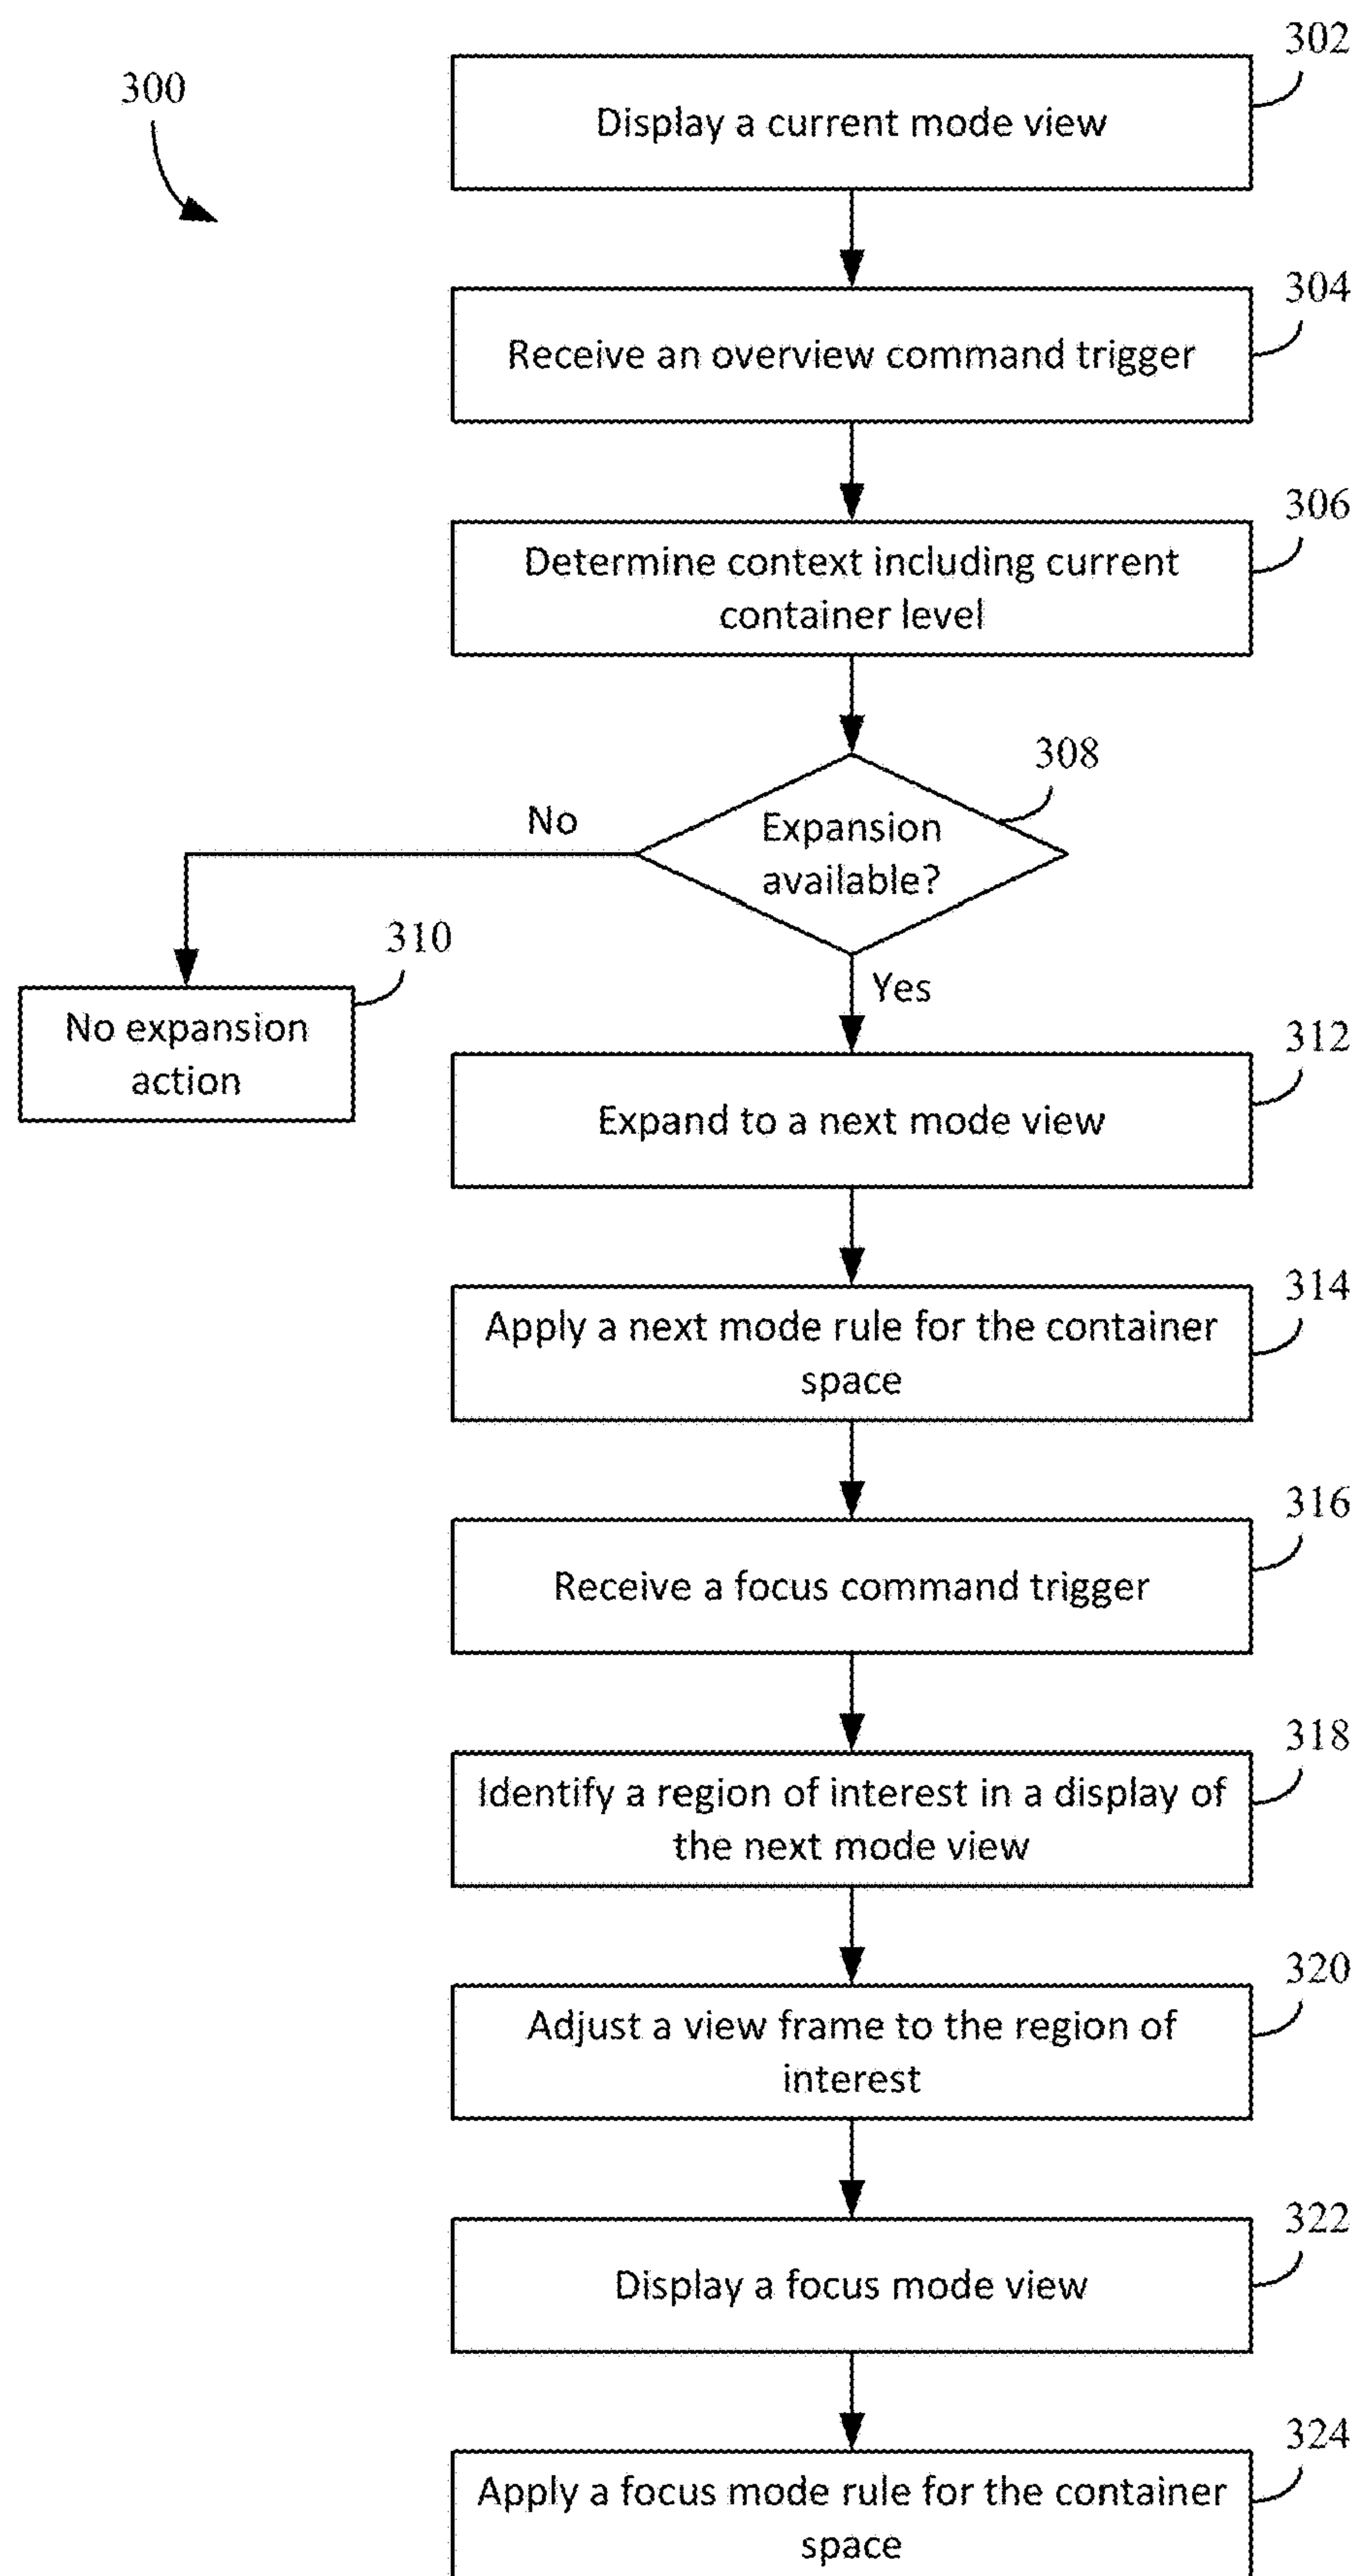 300
302
Display a current mode view
304
Receive an overview command trigger
306
Determine context including current
container level
308
Expansion
available?
No
310
No expansion
action
Yes
312
Expand to a next mode view
314
Apply a next mode rule for the container
space
316
Receive a focus command trigger
318
Identify a region of interest in a display of
the next mode view
320
Adjust a view frame to the region of
interest
322
Display a focus mode view
324
Apply a focus mode rule for the container
space